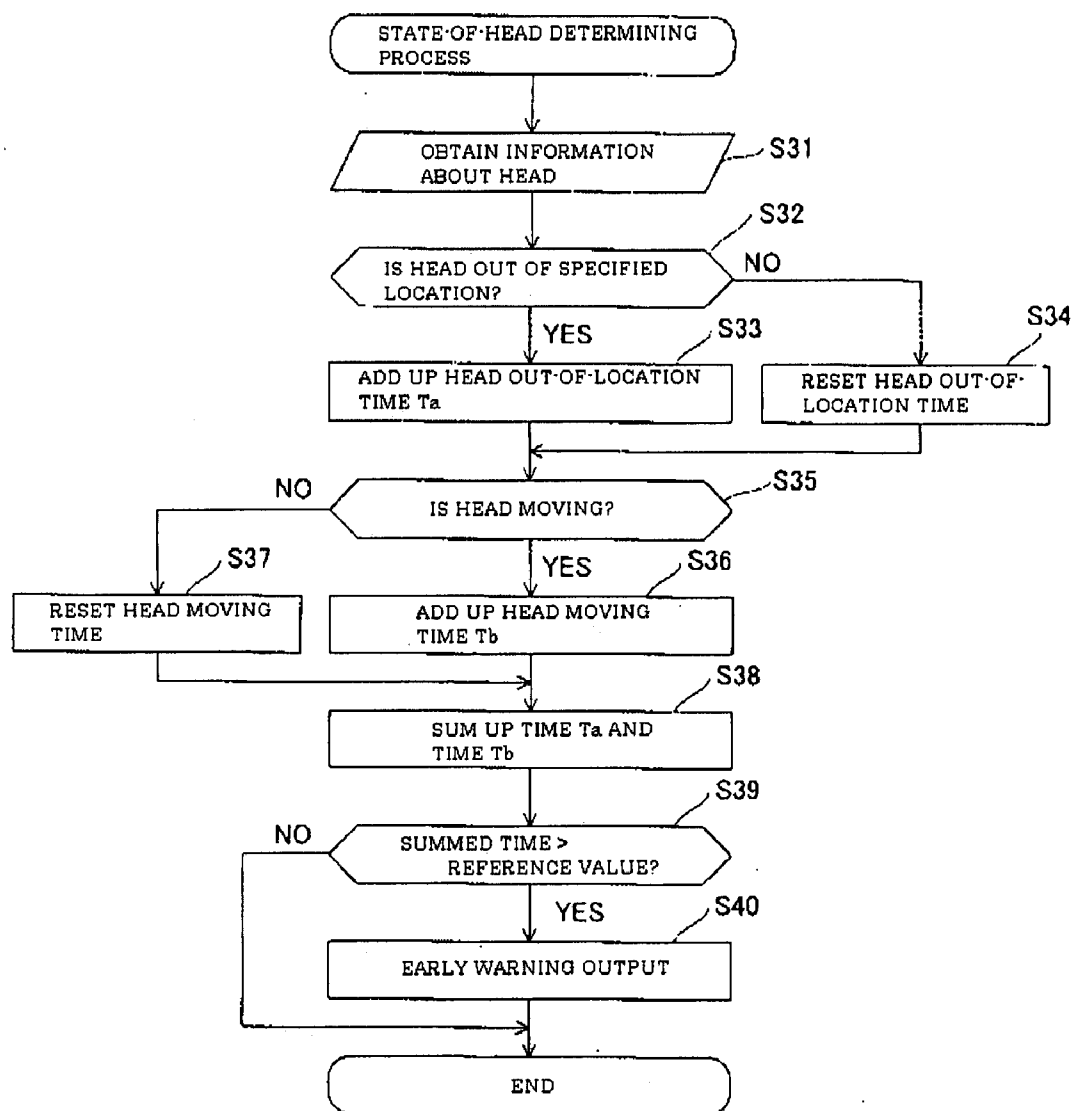 STATE-OF-HEAD DETERMINING
PROCESS
OBTAIN INFORMATION
ABOUT HEAD
S31
S32
IS HEAD OUT OF SPECIFIED
LOCATION?
NO
YES
S33
S34
ADD UP HEAD OUT-OF-LOCATION
TIME Ta
RESET HEAD OUT-OF-
LOCATION TIME
NO
S35
IS HEAD MOVING?
YES
S37
S36
RESET HEAD MOVING
TIME
ADD UP HEAD MOVING
TIME Tb
S38
SUM UP TIME Ta AND
TIME Tb
S39
NO
SUMMED TIME >
REFERENCE VALUE?
YES
S40
EARLY WARNING OUTPUT
END